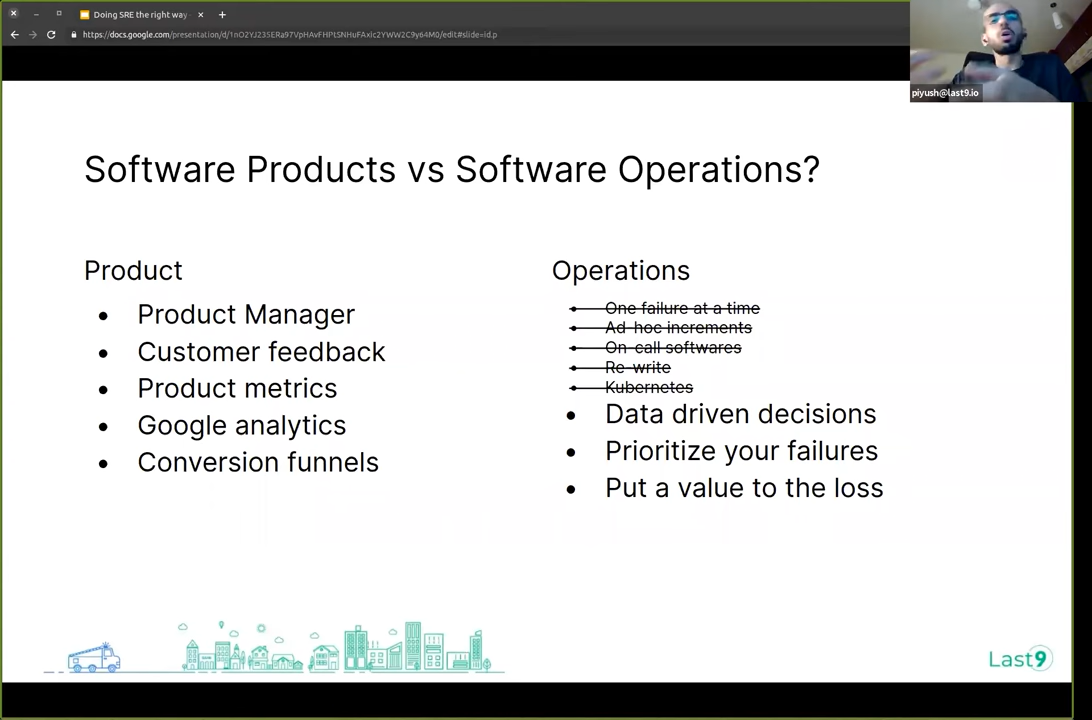 Doing SRE the right way
https://docs.google.com/presentation/d/1nO2YJ235ERa97VpHAvFHPtSNHuFAxIc2YWW2C9y64M0/edit#slide=id.p
piyush@last9.io
Software Products vs Software Operations?
Product
Product Manager
Customer feedback
Product metrics
Google analytics
Conversion funnels
Operations
One failure at a time
Ad-hoc increments
On-call softwares
Re-write
Kubernetes
Data driven decisions
Prioritize your failures
Put a value to the loss
Last9